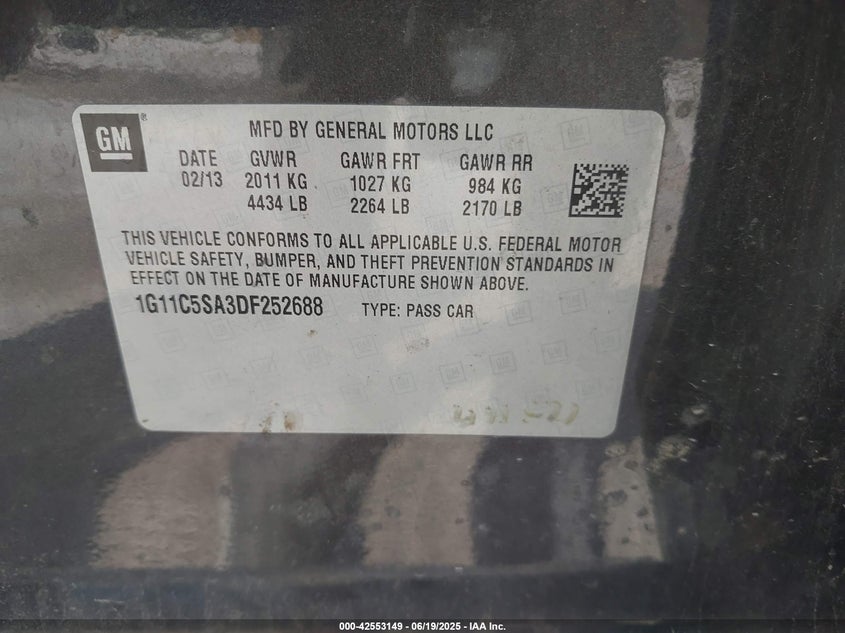 GM
®
MFD BY GENERAL MOTORS LLC
DATE GVWR GAWR FRT GAWR RR
02/13 2011 KG 1027 KG 984 KG
4434 LB 2264 LB 2170 LB
THIS VEHICLE CONFORMS TO ALL APPLICABLE U.S. FEDERAL MOTOR
VEHICLE SAFETY, BUMPER, AND THEFT PREVENTION STANDARDS IN
EFFECT ON THE DATE OF MANUFACTURE SHOWN ABOVE.
1G11C5SA3DF252688 TYPE: PASS CAR
000-42553149 - 06/19/2025 - IAA Inc.